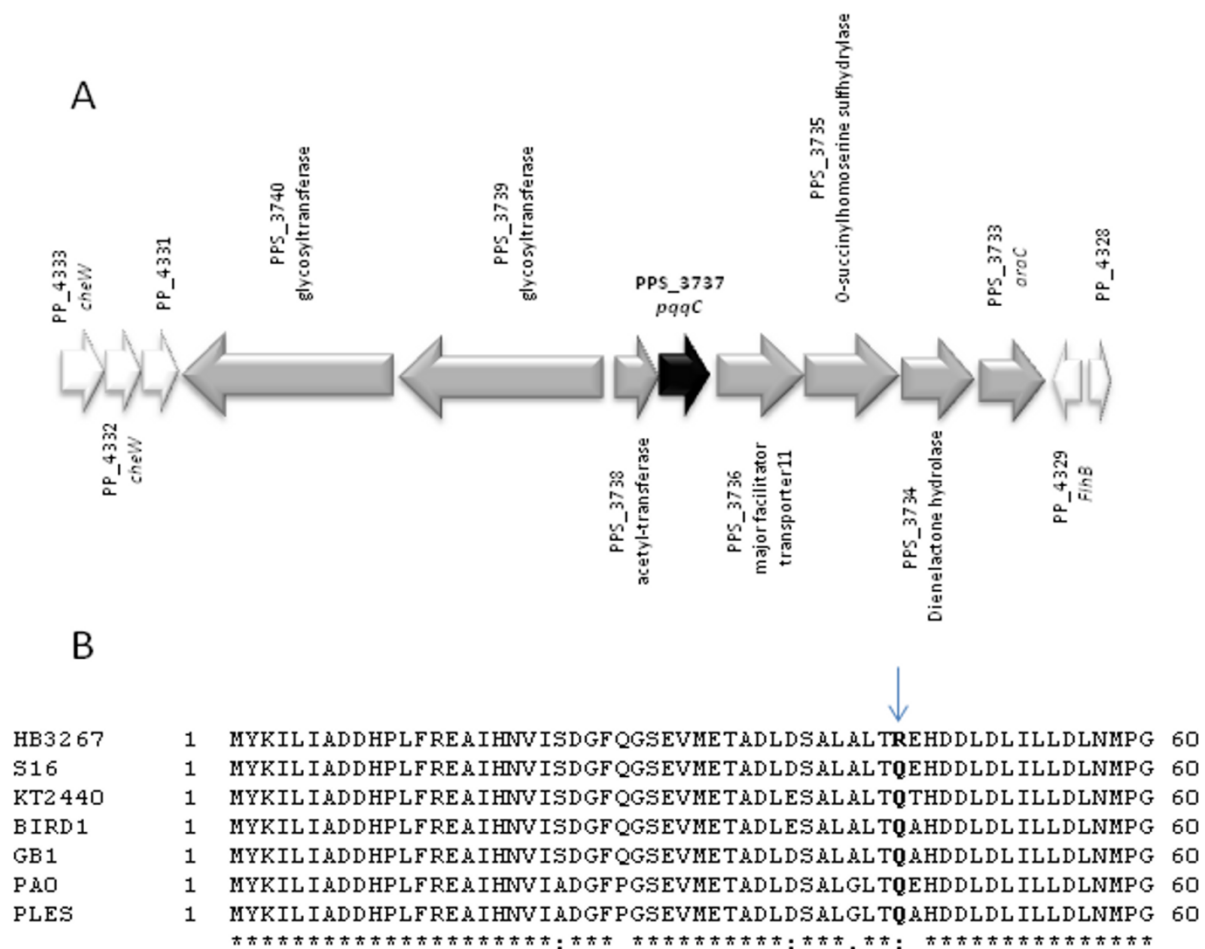 A
PP_4333
cheW
PP_4332
cheW
PP_4331
PPS_3740
glycosyltransferase
PPS_3739
glycosyltransferase
PPS_3738
acetyl-transferase
PPS_3737
pqqC
PPS_3736
major facilitator
transporter11
PPS_3735
O-succinylhomoserine sulfhydrylase
PPS_3734
Dienelactone hydrolase
PPS_3733
araC
PP_4329
FlhB
PP_4328
B
HB3267 1 MYKILIADDHPLFREAIHNVISDGFQGSEVMETADLDSALALTREHDDLDLILLDLNMPG 60
S16 1 MYKILIADDHPLFREAIHNVISDGFQGSEVMETADLDSALALTQEHDDLDLILLDLNMPG 60
KT2440 1 MYKILIADDHPLFREAIHNVISDGFQGSEVMETADLESALALTQTHDDLDLILLDLNMPG 60
BIRD1 1 MYKILIADDHPLFREAIHNVISDGFQGSEVMETADLESALALTQAHDDLDLILLDLNMPG 60
GB1 1 MYKILIADDHPLFREAIHNVISDGFQGSEVMETADLDSALALTQAHDDLDLILLDLNMPG 60
PAO 1 MYKILIADDHPLFREAIHNVIADGFPGSEVMETADLDSALGLTQEHDDLDLILLDLNMPG 60
PLES 1 MYKILIADDHPLFREAIHNVIADGFPGSEVMETADLDSALGLTQAHDDLDLILLDLNMPG 60
*********************:*** **********:***.**: ***************